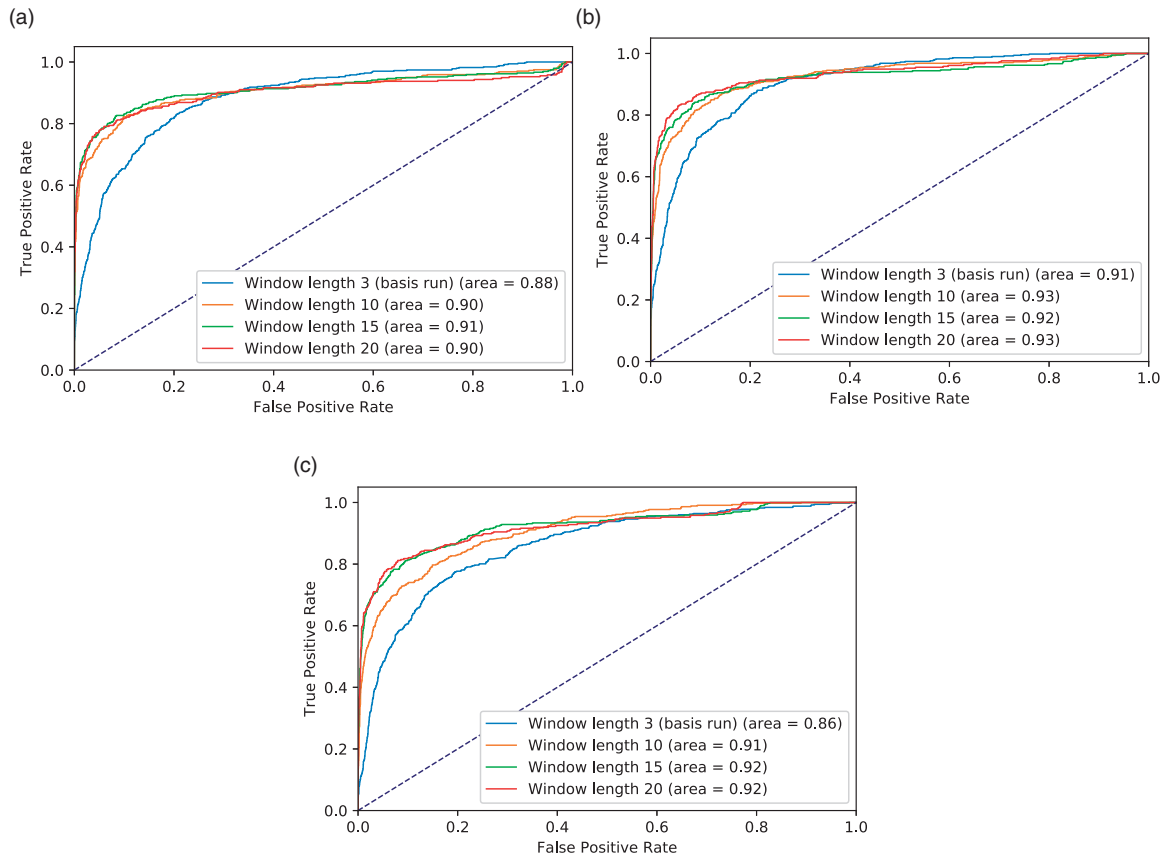 (a)
1.0
0.8
0.6
0.4
0.2
0.0
True Positive Rate
Window length 3 (basis run) (area = 0.88)
Window length 10 (area = 0.90)
Window length 15 (area = 0.91)
Window length 20 (area = 0.90)
0.0 0.2 0.4 0.6 0.8 1.0
False Positive Rate
(b)
1.0
0.8
0.6
0.4
0.2
0.0
True Positive Rate
Window length 3 (basis run) (area = 0.91)
Window length 10 (area = 0.93)
Window length 15 (area = 0.92)
Window length 20 (area = 0.93)
0.0 0.2 0.4 0.6 0.8 1.0
False Positive Rate
(c)
1.0
0.8
0.6
0.4
0.2
0.0
True Positive Rate
Window length 3 (basis run) (area = 0.86)
Window length 10 (area = 0.91)
Window length 15 (area = 0.92)
Window length 20 (area = 0.92)
0.0 0.2 0.4 0.6 0.8 1.0
False Positive Rate